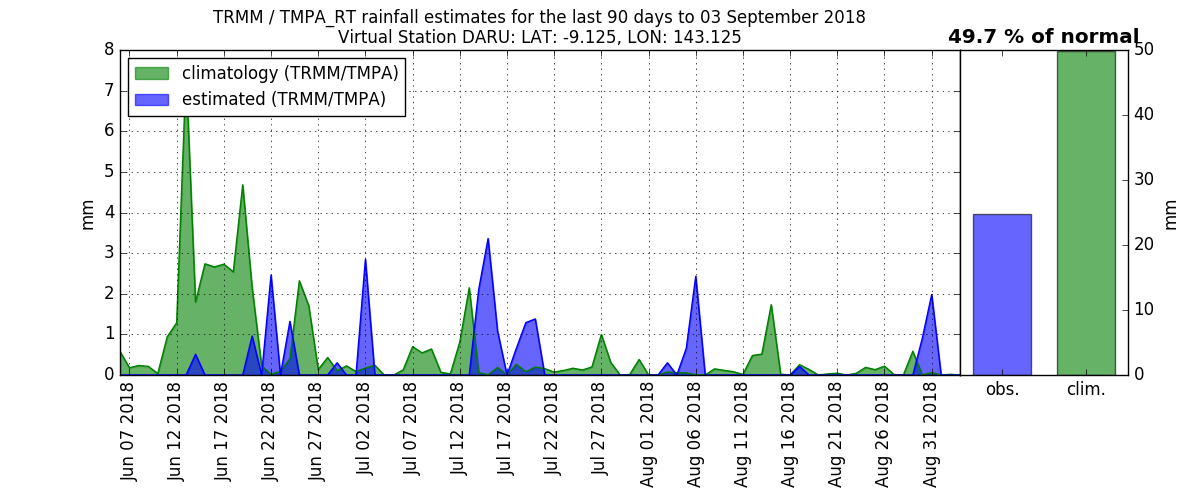 TRMM / TMPA_RT rainfall estimates for the last 90 days to 03 September 2018
Virtual Station DARU: LAT: -9.125, LON: 143.125
49.7 % of normal
climatology (TRMM/TMPA)
estimated (TRMM/TMPA)
mm
8
7
6
5
4
3
2
1
0
Jun 07 2018
Jun 12 2018
Jun 17 2018
Jun 22 2018
Jun 27 2018
Jul 02 2018
Jul 07 2018
Jul 12 2018
Jul 17 2018
Jul 22 2018
Jul 27 2018
Aug 01 2018
Aug 06 2018
Aug 11 2018
Aug 16 2018
Aug 21 2018
Aug 26 2018
Aug 31 2018
obs.
clim.
50
40
30
20
10
0
mm